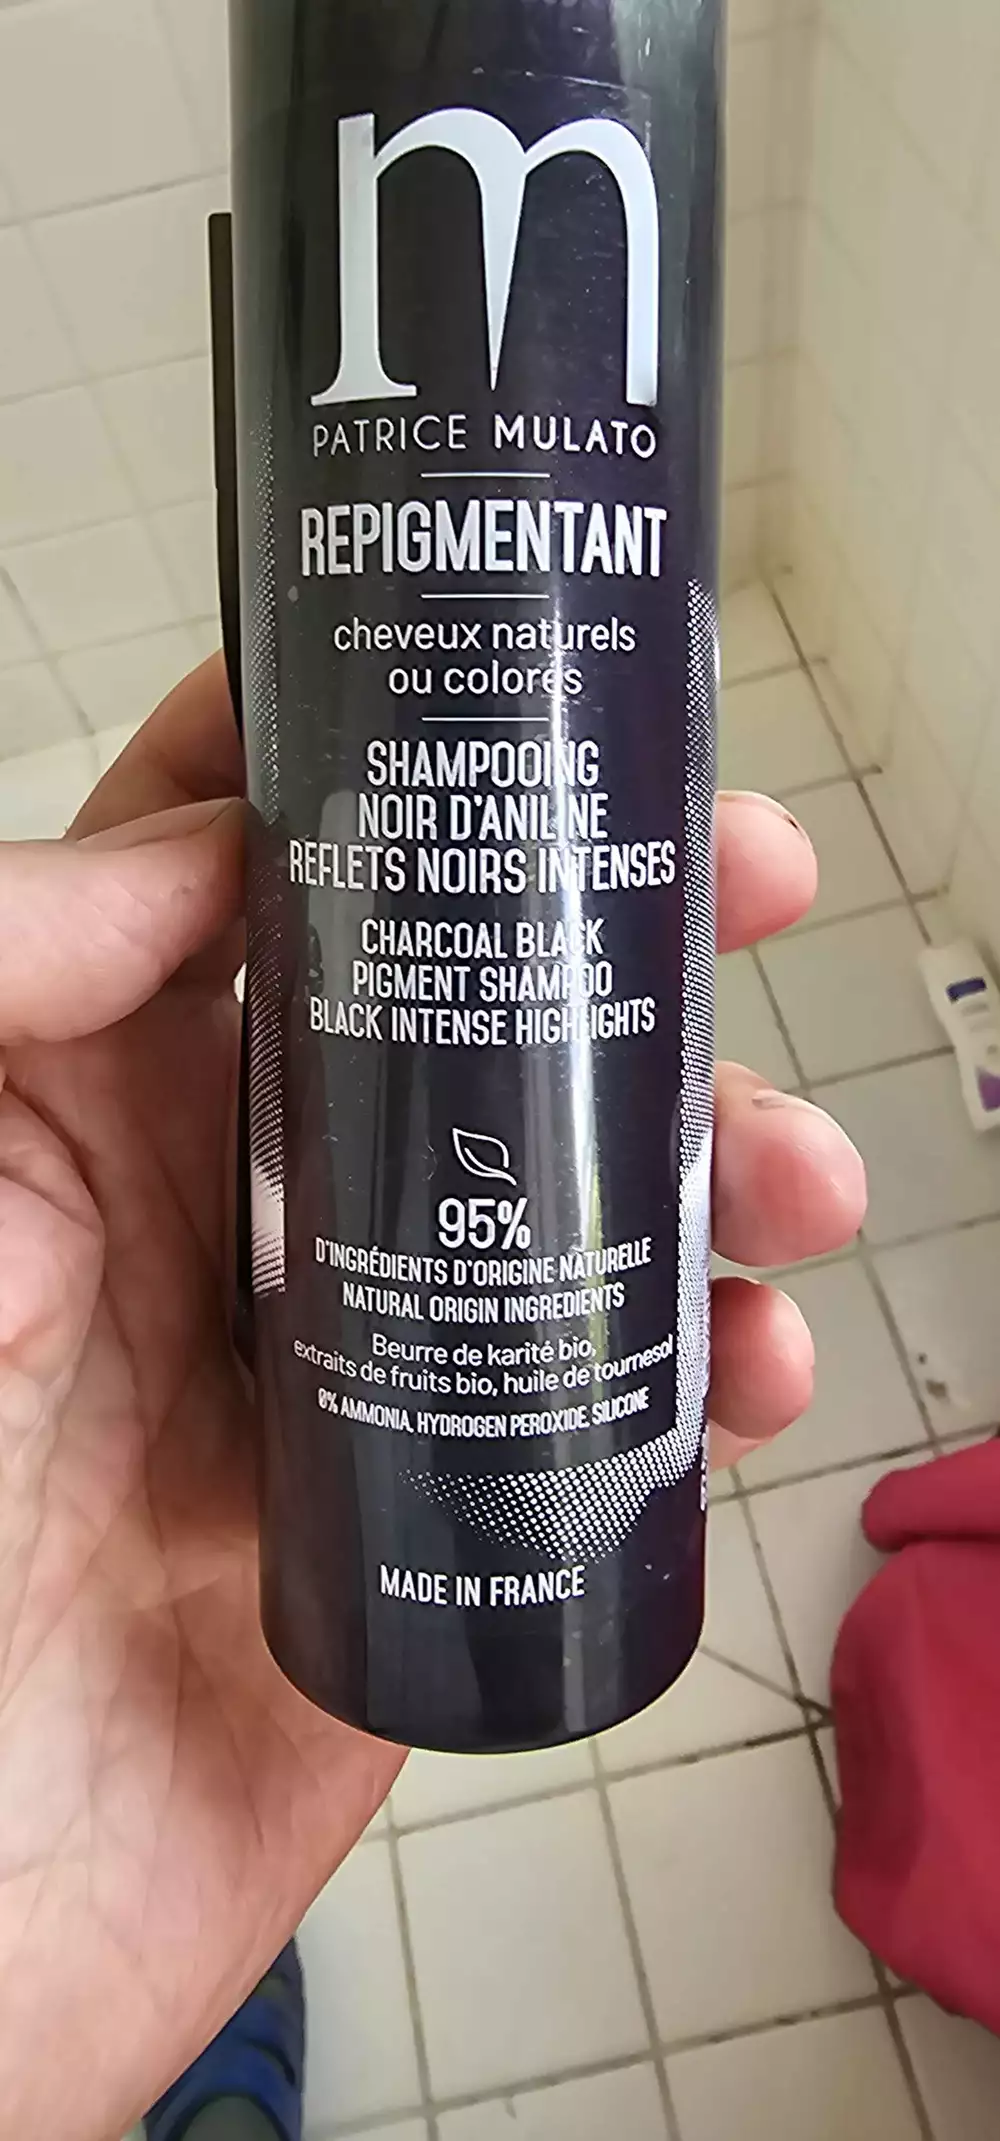 m
PATRICE MULATO
REPIGMENTANT
cheveux naturels
ou colorés
SHAMPOOING
NOIR D'ANILINE
REFLETS NOIRS INTENSES
CHARCOAL BLACK
PIGMENT SHAMPOO
BLACK INTENSE HIGHLIGHTS
95%
D'INGRÉDIENTS D'ORIGINE NATURELLE
NATURAL ORIGIN INGREDIENTS
Beurre de karité bio,
extraits de fruits bio, huile de tournesol
0% AMMONIA, HYDROGEN PEROXIDE, SILICONE
MADE IN FRANCE